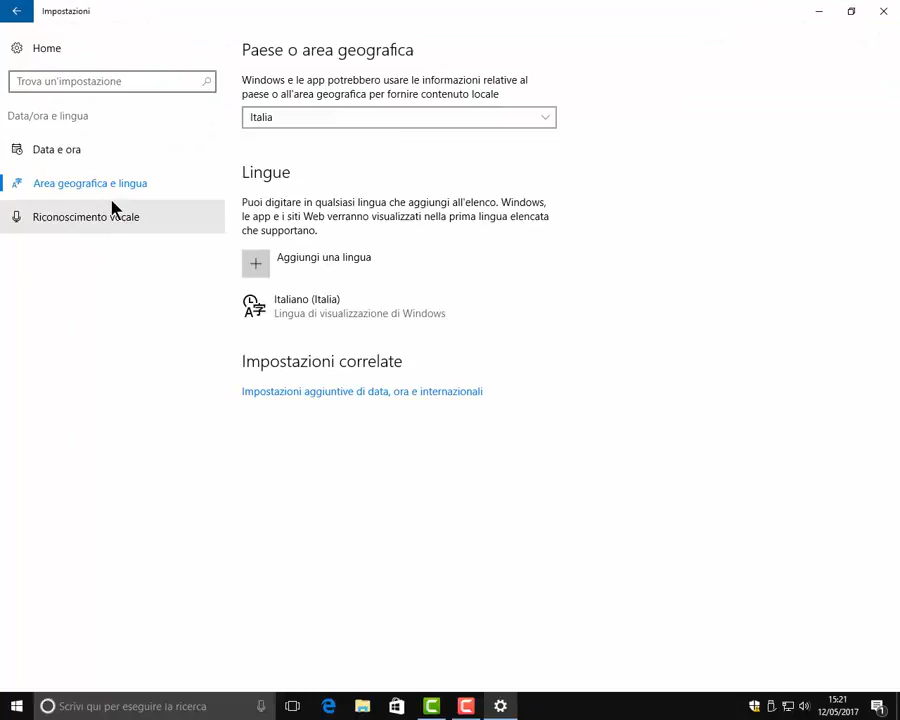 Impostazioni
Home
Trova un'impostazione
Data/ora e lingua
Data e ora
Area geografica e lingua
Riconoscimento vocale
Paese o area geografica
Windows e le app potrebbero usare le informazioni relative al
paese o all'area geografica per fornire contenuto locale
Italia
Lingue
Puoi digitare in qualsiasi lingua che aggiungi all'elenco. Windows,
le app e i siti Web verranno visualizzati nella prima lingua elencata
che supportano.
Aggiungi una lingua
Italiano (Italia)
Lingua di visualizzazione di Windows
Impostazioni correlate
Impostazioni aggiuntive di data, ora e internazionali
Scrivi qui per eseguire la ricerca
15:21
12/05/2017
1